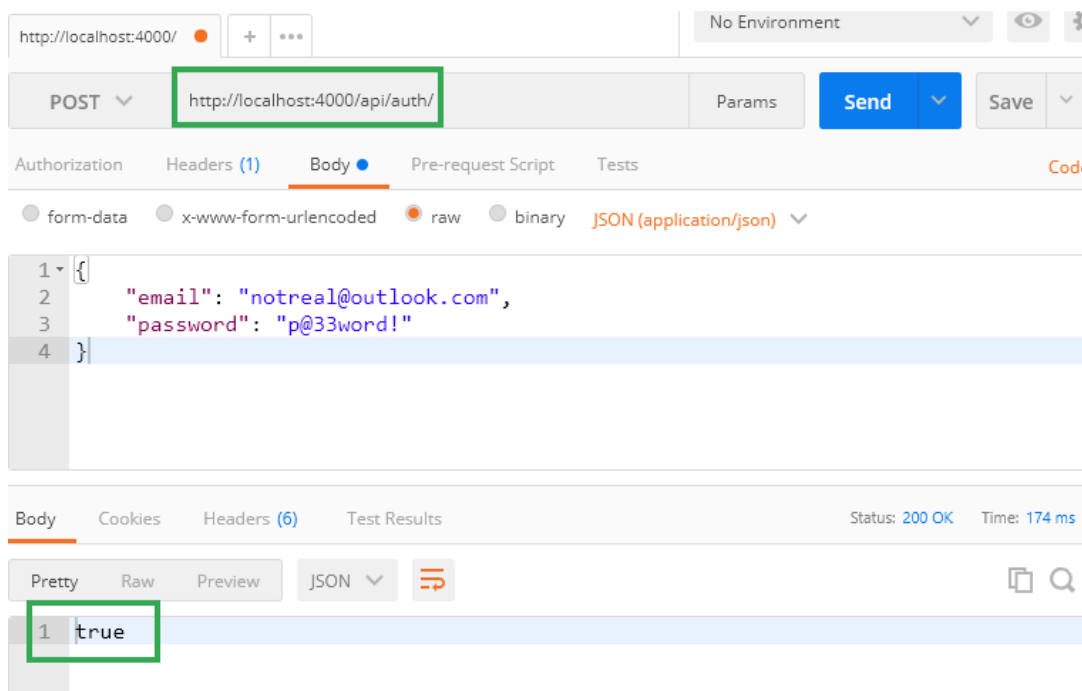 No Environment
http://localhost:4000/ + •••
POST http://localhost:4000/api/auth/ Params Send Save
Authorization Headers (1) Body Pre-request Script Tests
form-data x-www-form-urlencoded raw binary JSON (application/json)
1 {
2 "email": "notreal@outlook.com",
3 "password": "p@33word!"
4 }
Body Cookies Headers (6) Test Results Status: 200 OK Time: 174 ms
Pretty Raw Preview JSON
1 true